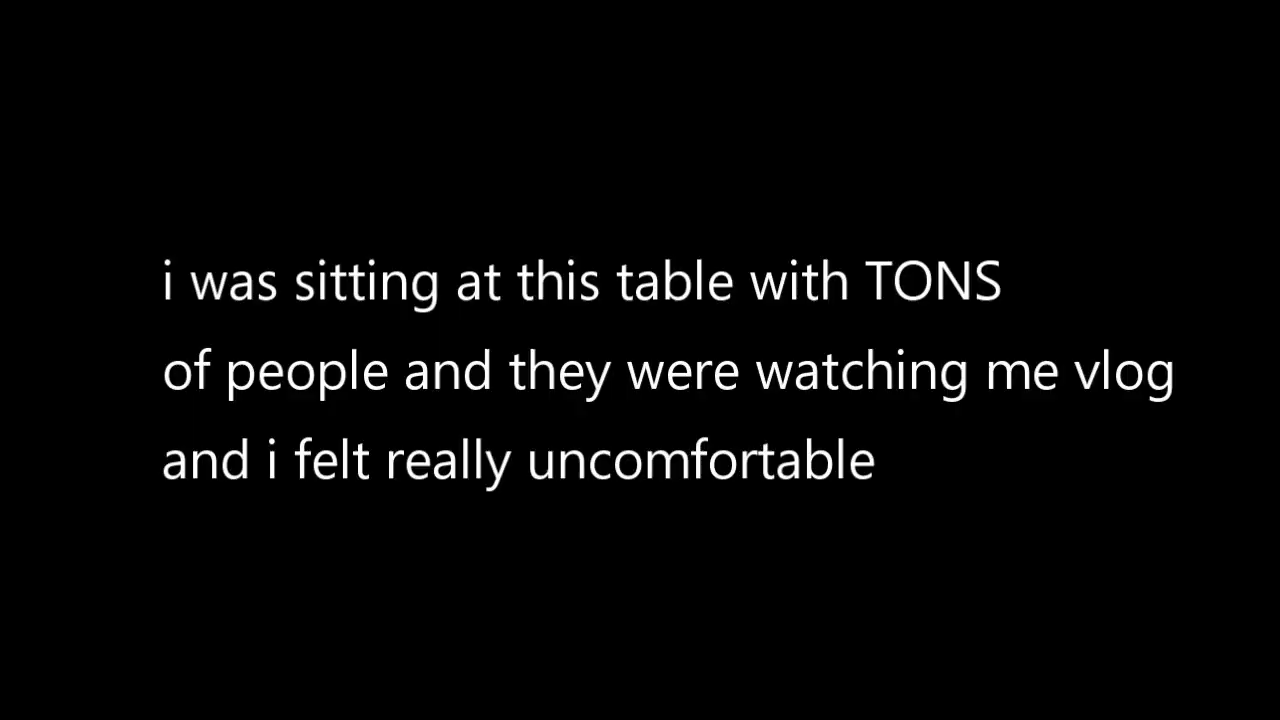 i was sitting at this table with TONS
of people and they were watching me vlog
and i felt really uncomfortable